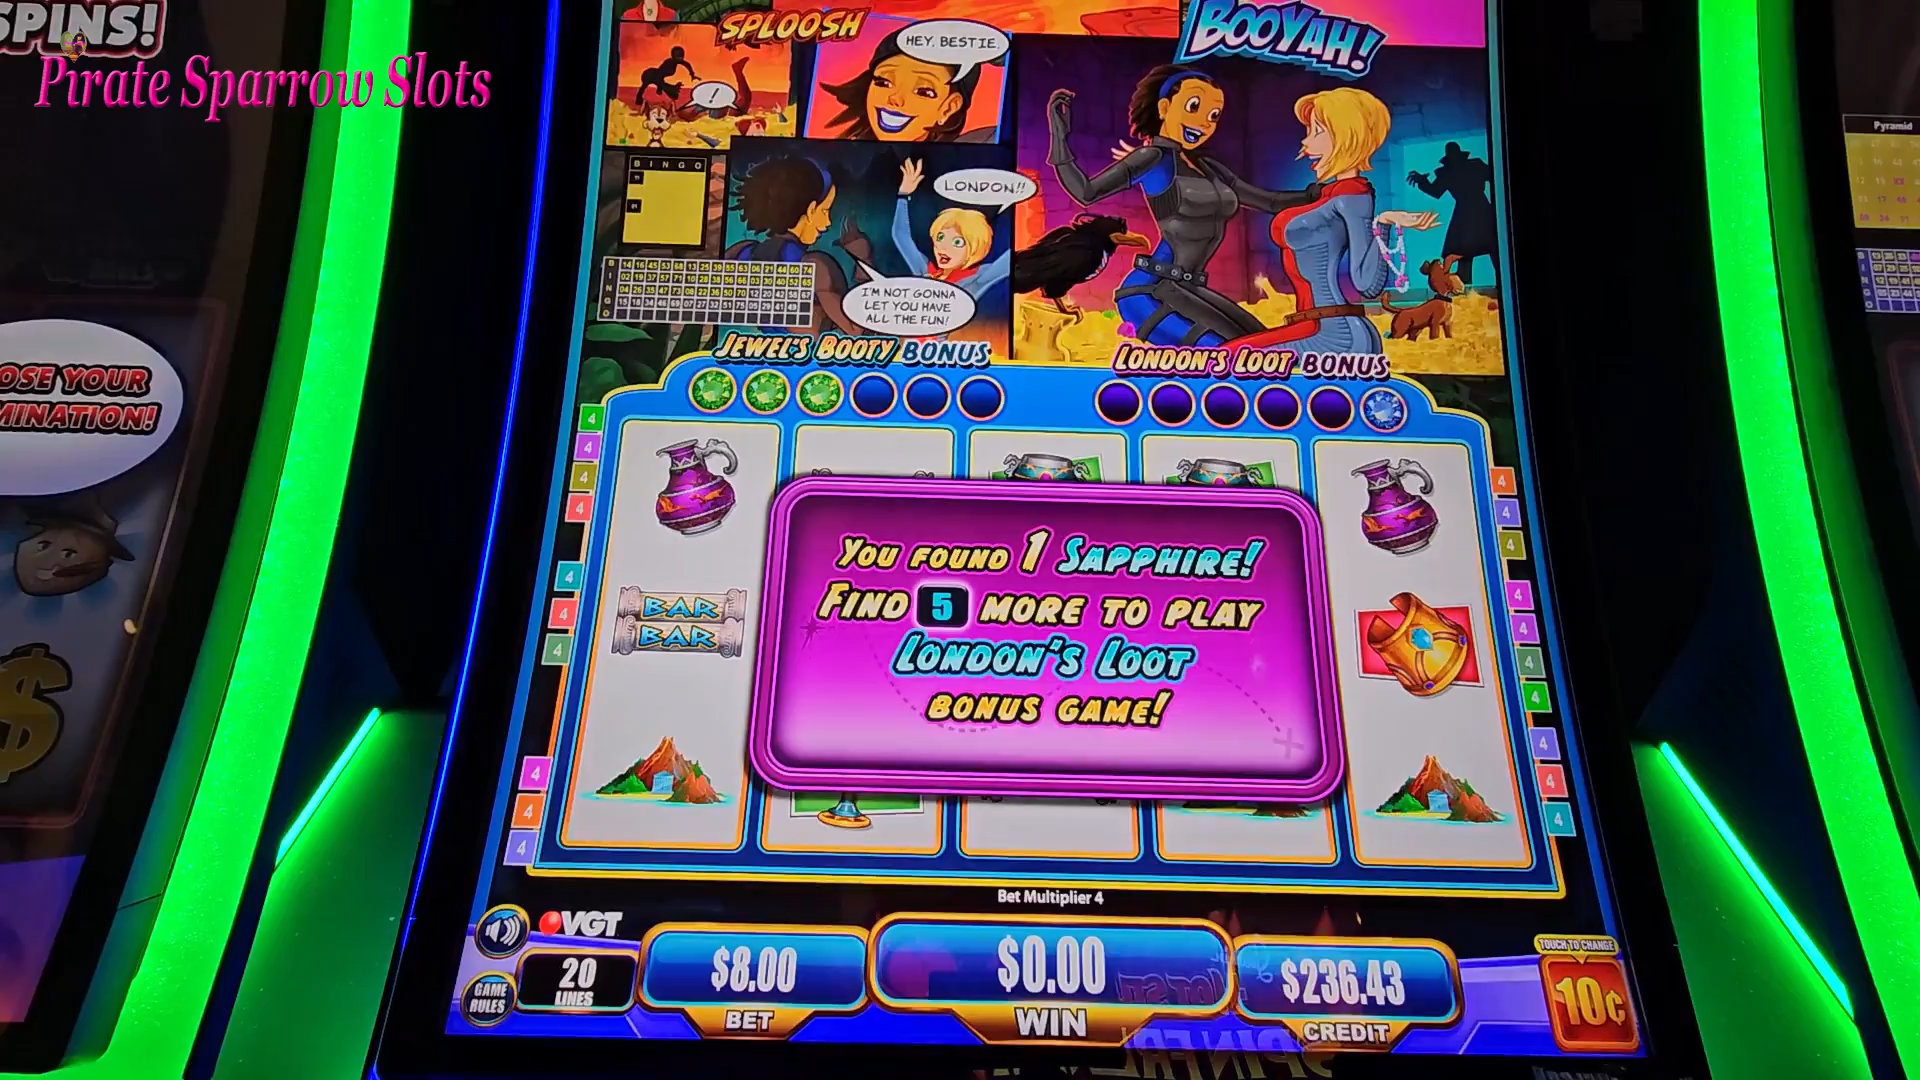 SPINS!
Pirate Sparrow Slots
SPLOOSH
HEY, BESTIE.
BOOYAH!
!
BINGO
LONDON!!
I'M NOT GONNA
LET YOU HAVE
ALL THE FUN!
Pyramid
OSE YOUR
MINATION!
JEWEL'S BOOTY BONUS
LONDON'S LOOT BONUS
YOU FOUND 1 SAPPHIRE!
FIND 5 MORE TO PLAY
LONDON'S LOOT
BONUS GAME!
BAR
BAR
Bet Multiplier 4
VGT
GAME
RULES
20
LINES
$8.00
BET
$0.00
WIN
$236.43
CREDIT
TOUCH TO CHANGE
10¢